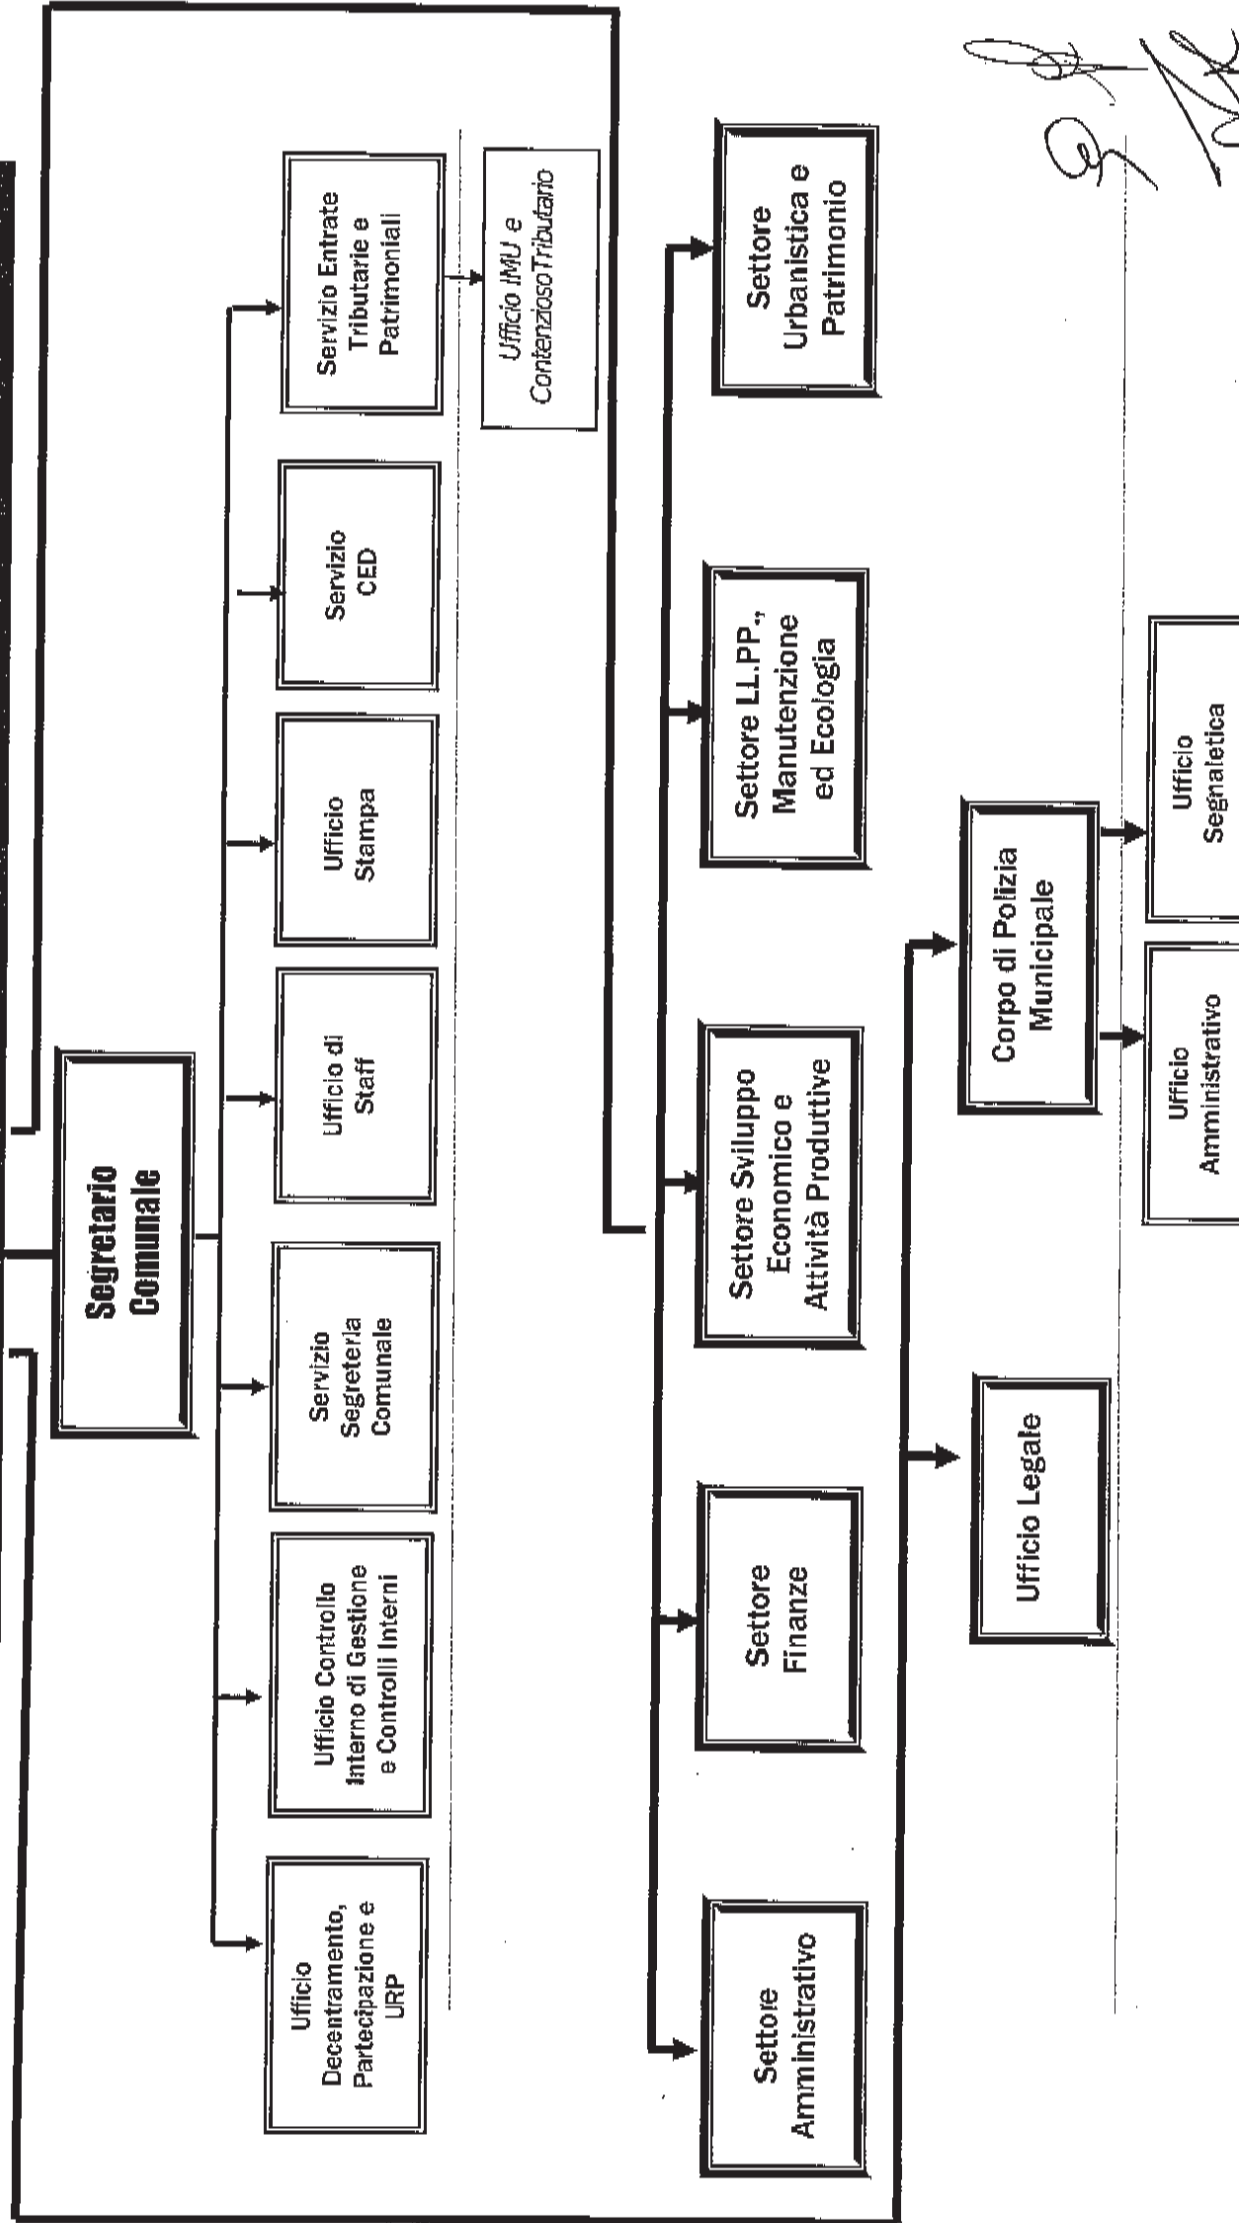 Segretario
Comunale
Ufficio
Decentramento,
Partecipazione e
URP
Ufficio Controllo
Interno di Gestione
e Controlli Interni
Servizio
Segreteria
Comunale
Ufficio di
Staff
Ufficio
Stampa
Servizio
CED
Servizio Entrate
Tributarie e
Patrimoniali
Ufficio IMU e
ContenziosoTributario
Settore
Amministrativo
Settore
Finanze
Settore Sviluppo
Economico e
Attività Produttive
Settore LL.PP.,
Manutenzione
ed Ecologia
Settore
Urbanistica e
Patrimonio
Ufficio Legale
Corpo di Polizia
Municipale
Ufficio
Amministrativo
Ufficio
Segnaletica